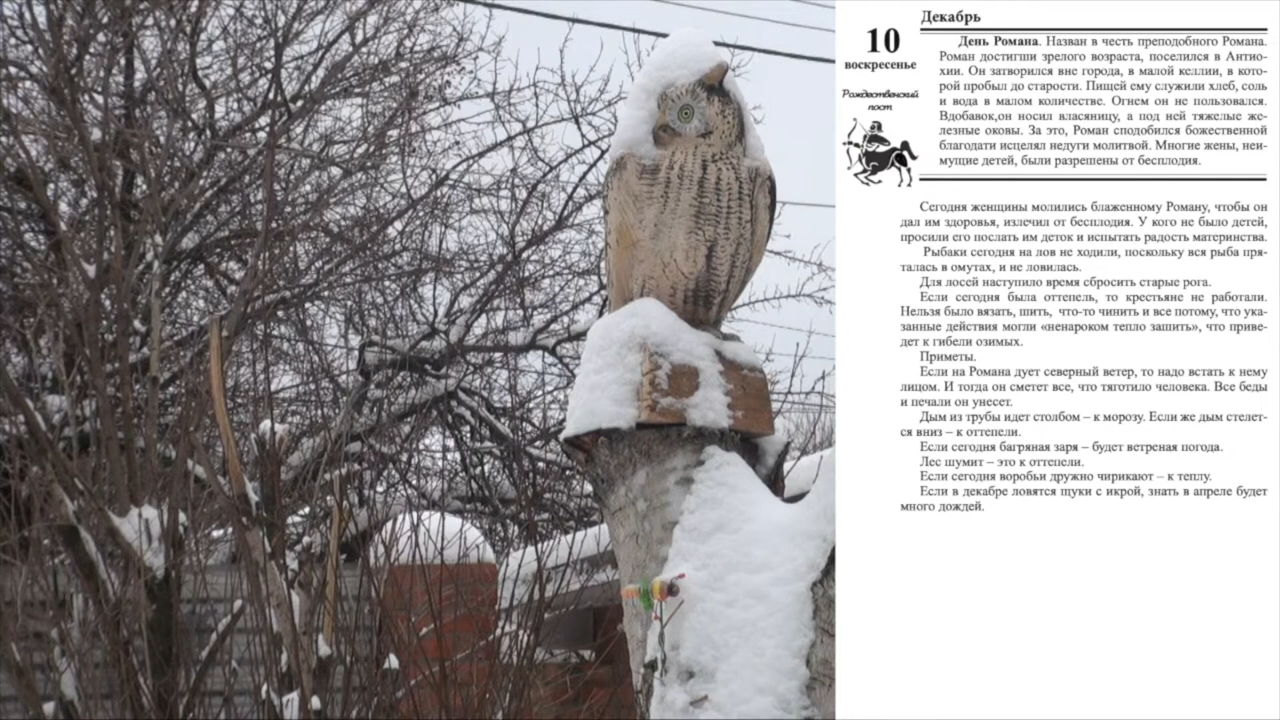 Декабрь
10
воскресенье
Рождественский
пост
День Романа. Назван в честь преподобного Романа.
Роман достигши зрелого возраста, поселился в Антио-
хии. Он затворился вне города, в малой келлии, в кото-
рой пробыл до старости. Пищей ему служили хлеб, соль
и вода в малом количестве. Огнем он не пользовался.
Вдобавок,он носил власяницу, а под ней тяжелые же-
лезные оковы. За это, Роман сподобился божественной
благодати исцелял недуги молитвой. Многие жены, неи-
мущие детей, были разрешены от бесплодия.
Сегодня женщины молились блаженному Роману, чтобы он
дал им здоровья, излечил от бесплодия. У кого не было детей,
просили его послать им деток и испытать радость материнства.
Рыбаки сегодня на лов не ходили, поскольку вся рыба пря-
талась в омутах, и не ловилась.
Для лосей наступило время сбросить старые рога.
Если сегодня была оттепель, то крестьяне не работали.
Нельзя было вязать, шить, что-то чинить и все потому, что ука-
занные действия могли «ненароком тепло зашить», что приве-
дет к гибели озимых.
Приметы.
Если на Романа дует северный ветер, то надо встать к нему
лицом. И тогда он сметет все, что тяготило человека. Все беды
и печали он унесет.
Дым из трубы идет столбом – к морозу. Если же дым стелет-
ся вниз – к оттепели.
Если сегодня багряная заря – будет ветреная погода.
Лес шумит – это к оттепели.
Если сегодня воробьи дружно чирикают – к теплу.
Если в декабре ловятся щуки с икрой, знать в апреле будет
много дождей.